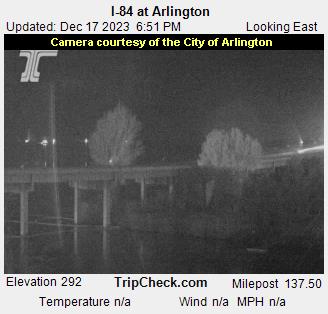 I-84 at Arlington
Updated: Dec 17 2023 6:51 PM Looking East
Camera courtesy of the City of Arlington
Elevation 292 TripCheck.com Milepost 137.50
Temperature n/a Wind n/a MPH n/a